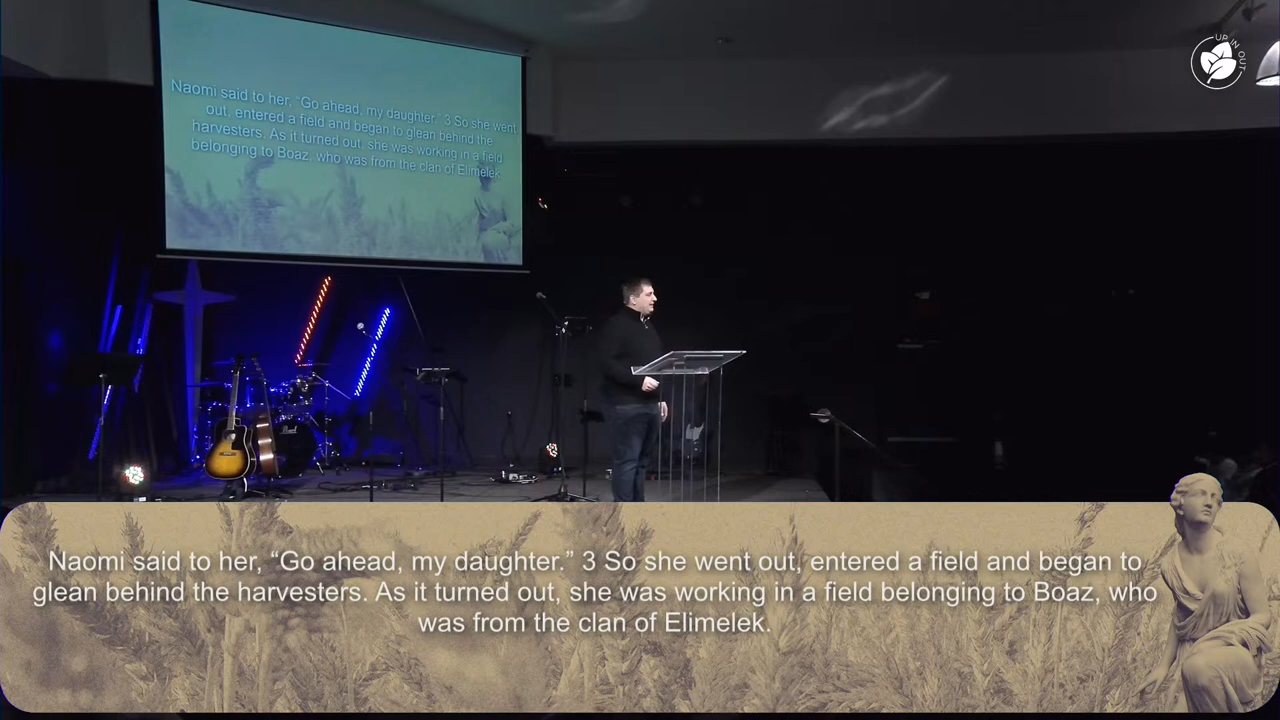 UP IN OUT
Naomi said to her, “Go ahead, my daughter.” 3 So she went
out, entered a field and began to glean behind the
harvesters. As it turned out, she was working in a field
belonging to Boaz, who was from the clan of Elimelek.
Pearl
Naomi said to her, “Go ahead, my daughter.” 3 So she went out, entered a field and began to
glean behind the harvesters. As it turned out, she was working in a field belonging to Boaz, who
was from the clan of Elimelek.